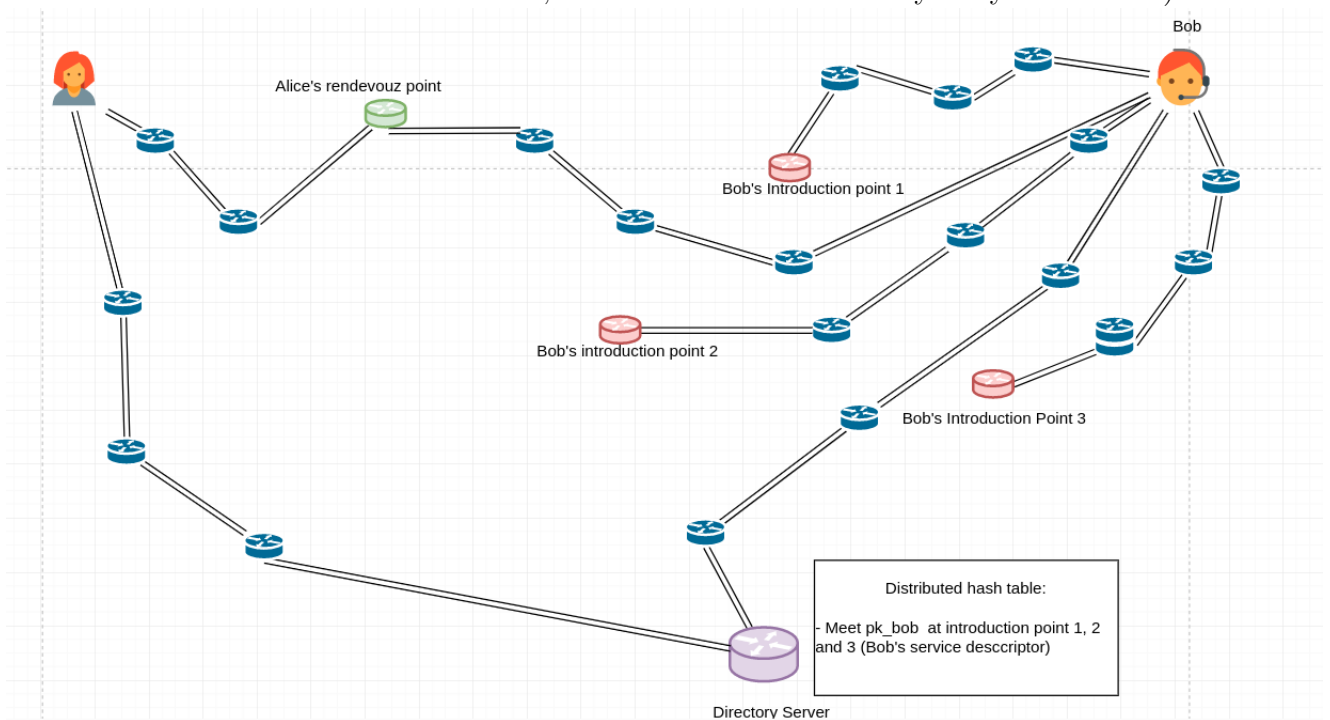 Bob
Alice's rendevouz point
Bob's Introduction point 1
Bob's introduction point 2
Bob's Introduction Point 3
Distributed hash table:
- Meet pk_bob at introduction point 1, 2
and 3 (Bob's service desccriptor)
Directory Server